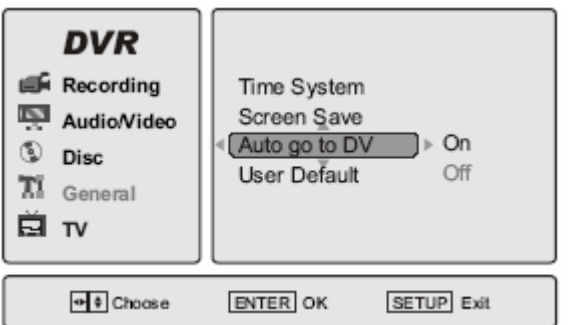 DVR
Recording
Audio/Video
Disc
General
TV
Time System
Screen Save
Auto go to DV On
User Default Off
Choose ENTER OK SETUP Exit